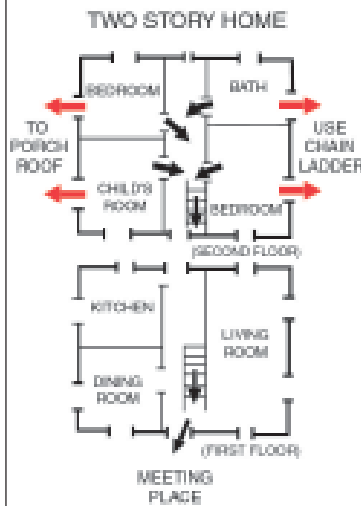 TWO STORY HOME
BEDROOM
BATH
TO
PORCH
ROOF
USE
CHAIN
LADDER
CHILD'S
ROOM
BEDROOM
(SECOND FLOOR)
KITCHEN
LIVING
ROOM
DINING
ROOM
(FIRST FLOOR)
MEETING
PLACE